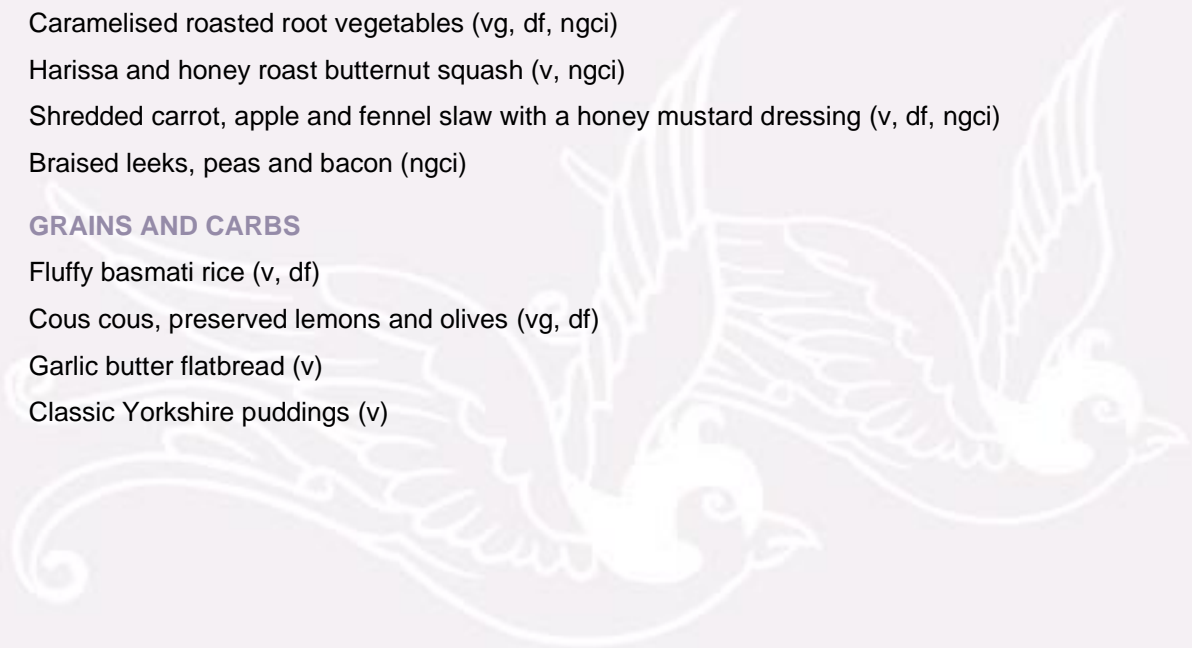 Caramelised roasted root vegetables (vg, df, ngci)
Harissa and honey roast butternut squash (v, ngci)
Shredded carrot, apple and fennel slaw with a honey mustard dressing (v, df, ngci)
Braised leeks, peas and bacon (ngci)
GRAINS AND CARBS
Fluffy basmati rice (v, df)
Cous cous, preserved lemons and olives (vg, df)
Garlic butter flatbread (v)
Classic Yorkshire puddings (v)